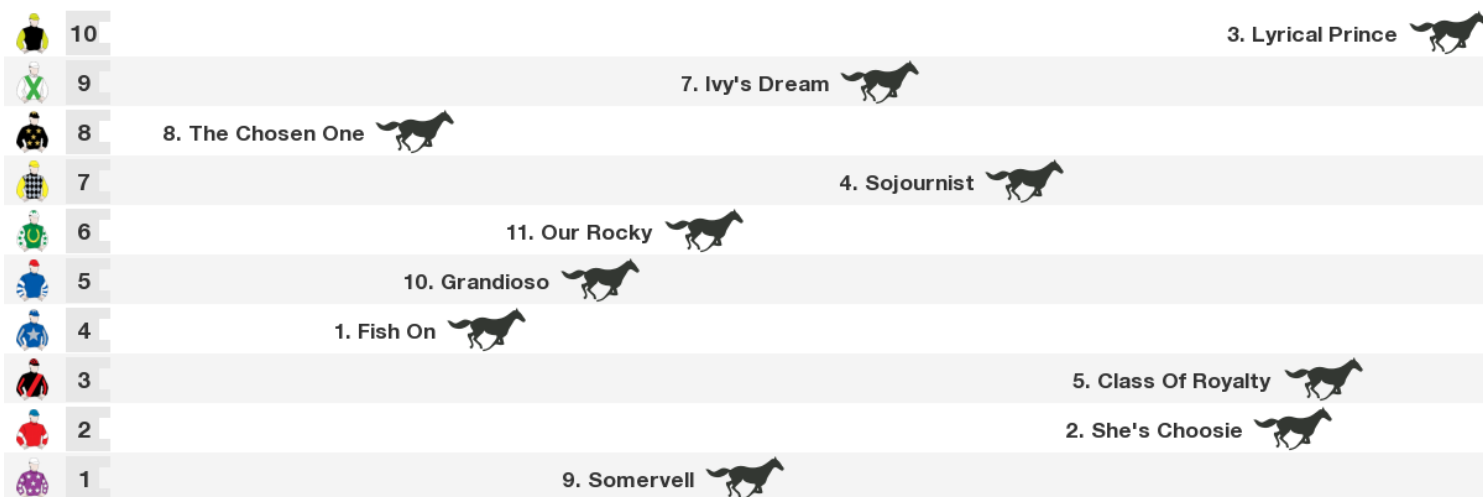 10 3. Lyrical Prince
9 7. Ivy's Dream
8 8. The Chosen One
7 4. Sojournist
6 11. Our Rocky
5 10. Grandioso
4 1. Fish On
3 5. Class Of Royalty
2 2. She's Choosie
1 9. Somervell